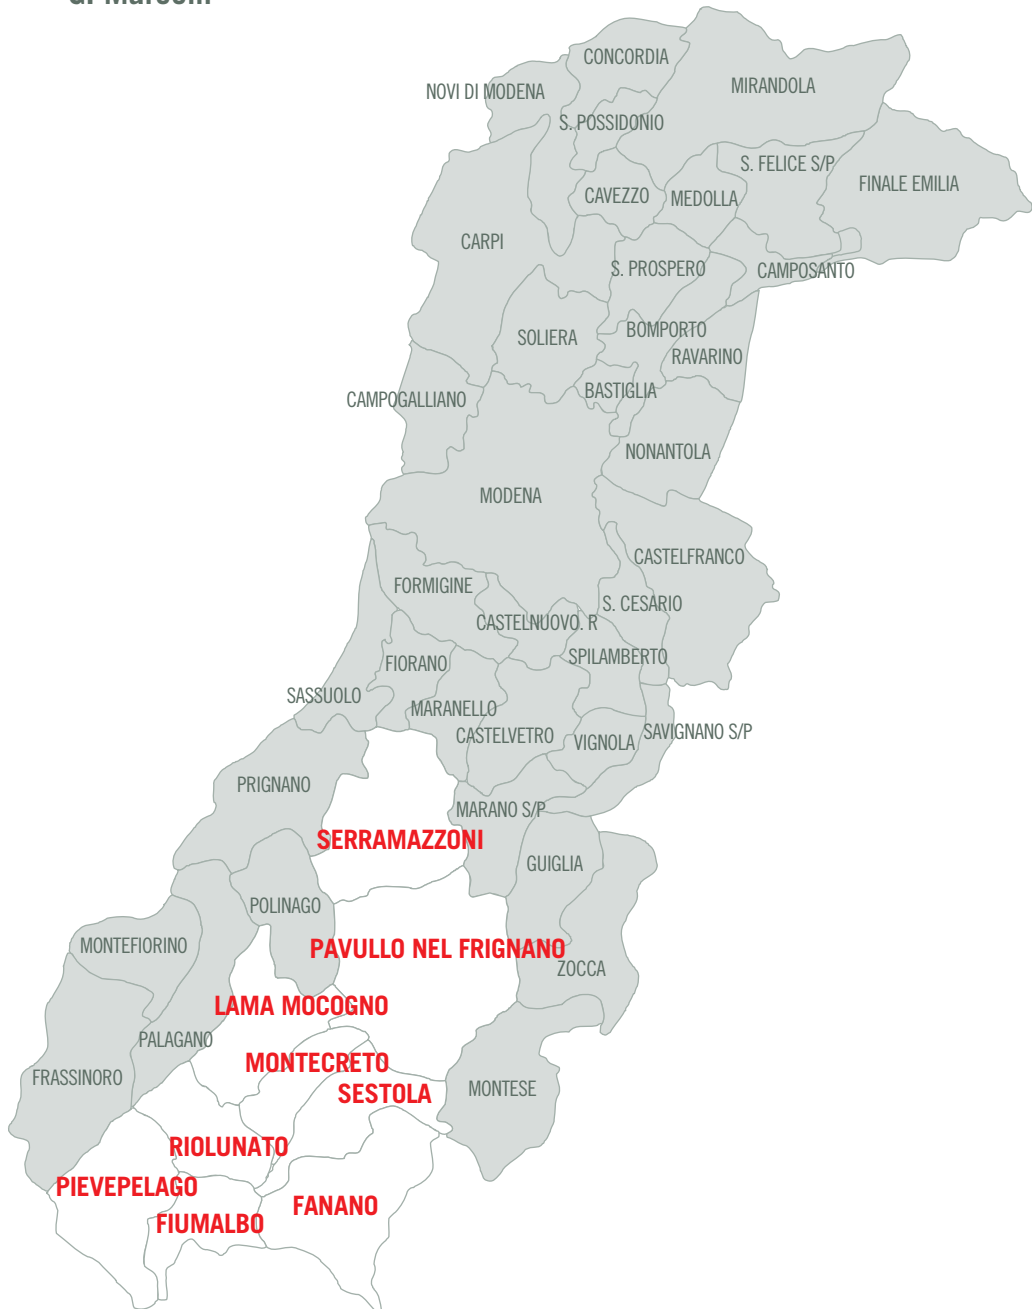 CONCORDIA
MIRANDOLA
NOVI DI MODENA
S. POSSIDONIO
S. FELICE S/P
FINALE EMILIA
CAVEZZO
MEDOLLA
CARPI
S. PROSPERO
CAMPOSANTO
BOMPORTO
SOLIERA
RAVARINO
BASTIGLIA
CAMPOGALLIANO
NONANTOLA
MODENA
CASTELFRANCO
FORMIGINE
S. CESARIO
CASTELNUOVO. R
SPILAMBERTO
FIORANO
SASSUOLO
MARANELLO
SAVIGNANO S/P
CASTELVETRO
VIGNOLA
PRIGNANO
MARANO S/P
SERRAMAZZONI
GUIGLIA
POLINAGO
MONTEFIORINO
PAVULLO NEL FRIGNANO
ZOCCA
LAMA MOCOGNO
PALAGANO
MONTECRETO
FRASSINORO
SESTOLA
MONTESE
RIOLUNATO
PIEVEPELAGO
FANANO
FIUMALBO